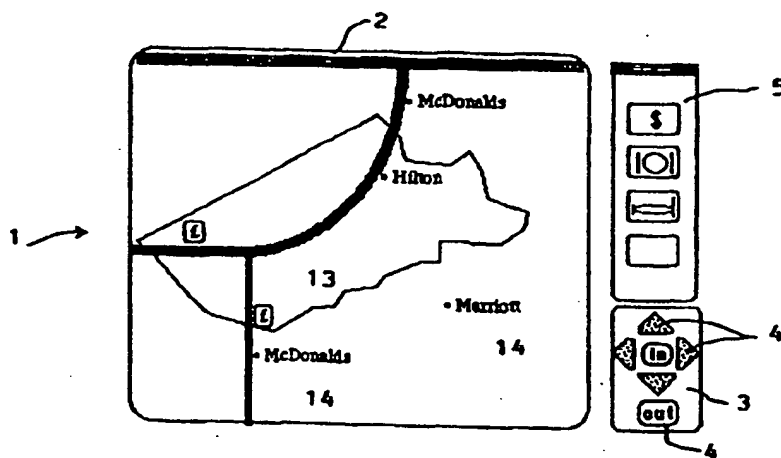 2
5
McDonalds
$
Hilton
1
£
13
£
Marriott
4
in
McDonalds
14
3
14
out
4